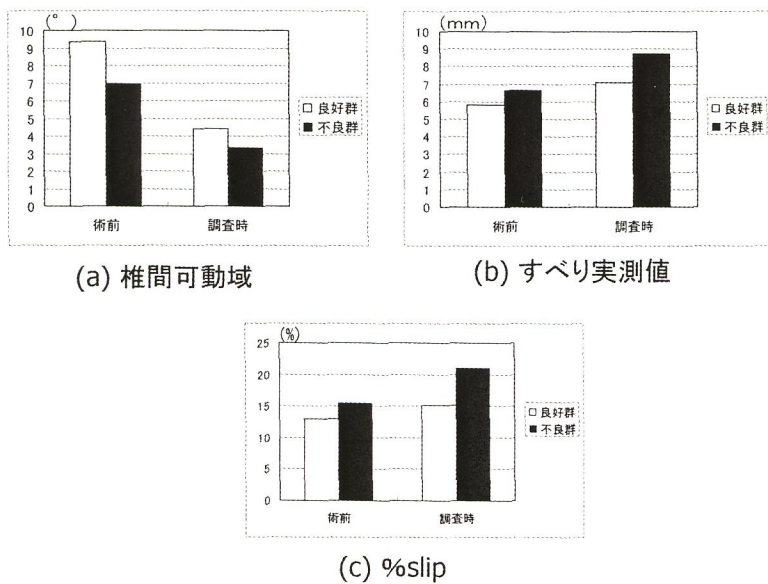 (°)
10
9
8
7
6
5
4
3
2
1
0
術前
調査時
良好群
不良群
(a) 椎間可動域
(mm)
10
9
8
7
6
5
4
3
2
1
0
術前
調査時
良好群
不良群
(b) すべり実測値
(%)
25
20
15
10
5
0
術前
調査時
良好群
不良群
(c) %slip